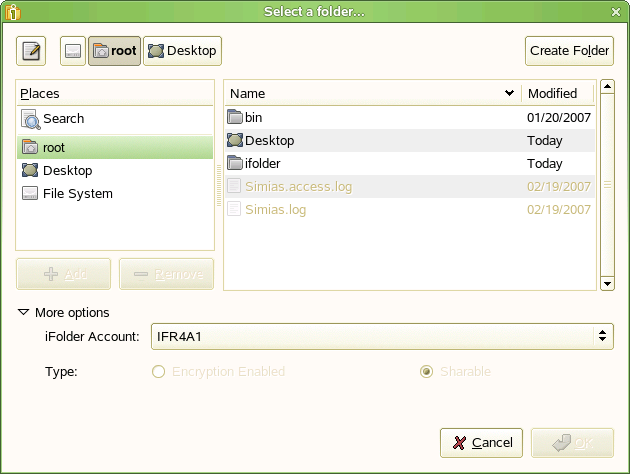 Select a folder...
root Desktop Create Folder
Places
Search
root
Desktop
File System
Name Modified
bin 01/20/2007
Desktop Today
ifolder Today
Simias.access.log 02/19/2007
Simias.log 02/19/2007
Add Remove
More options
iFolder Account: IFR4A1
Type: Encryption Enabled Sharable
Cancel OK